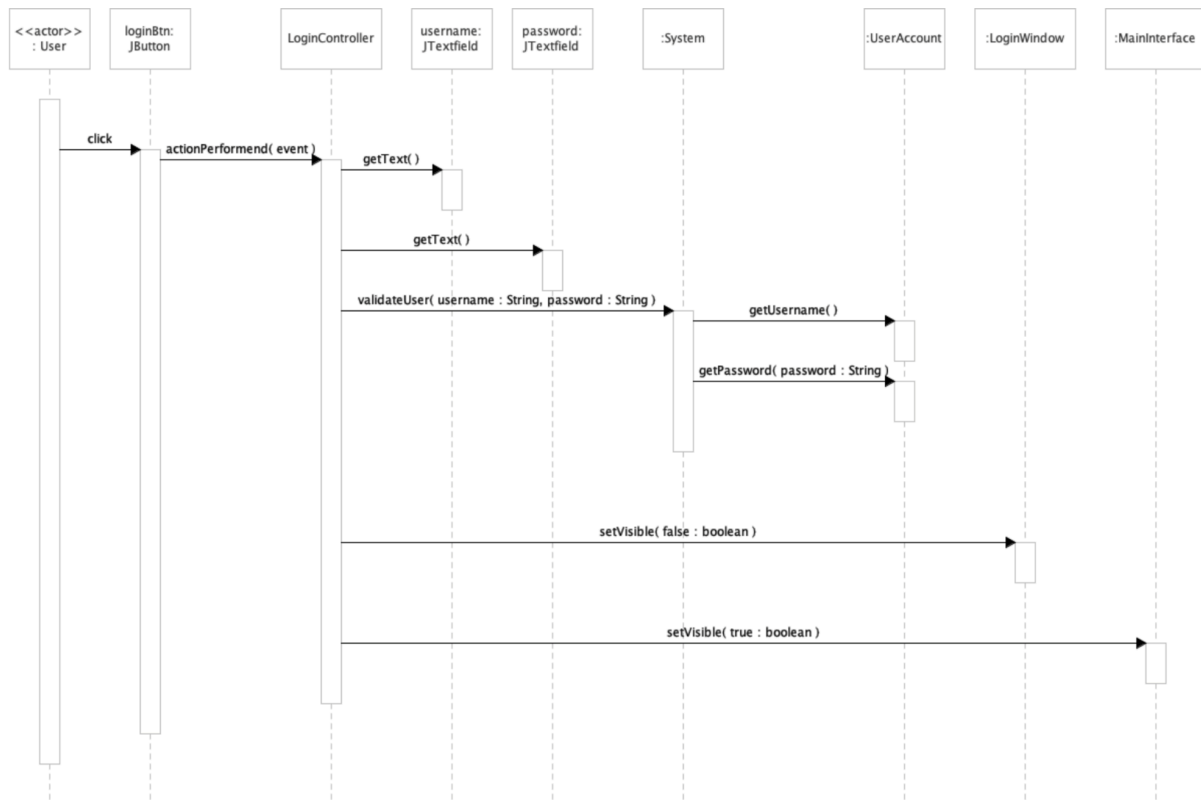 <<actor>>
: User
loginBtn:
JButton
LoginController
username:
JTextfield
password:
JTextfield
:System
:UserAccount
:LoginWindow
:MainInterface
click
actionPerformend( event )
getText( )
getText( )
validateUser( username : String, password : String )
getUsername( )
getPassword( password : String )
setVisible( false : boolean )
setVisible( true : boolean )